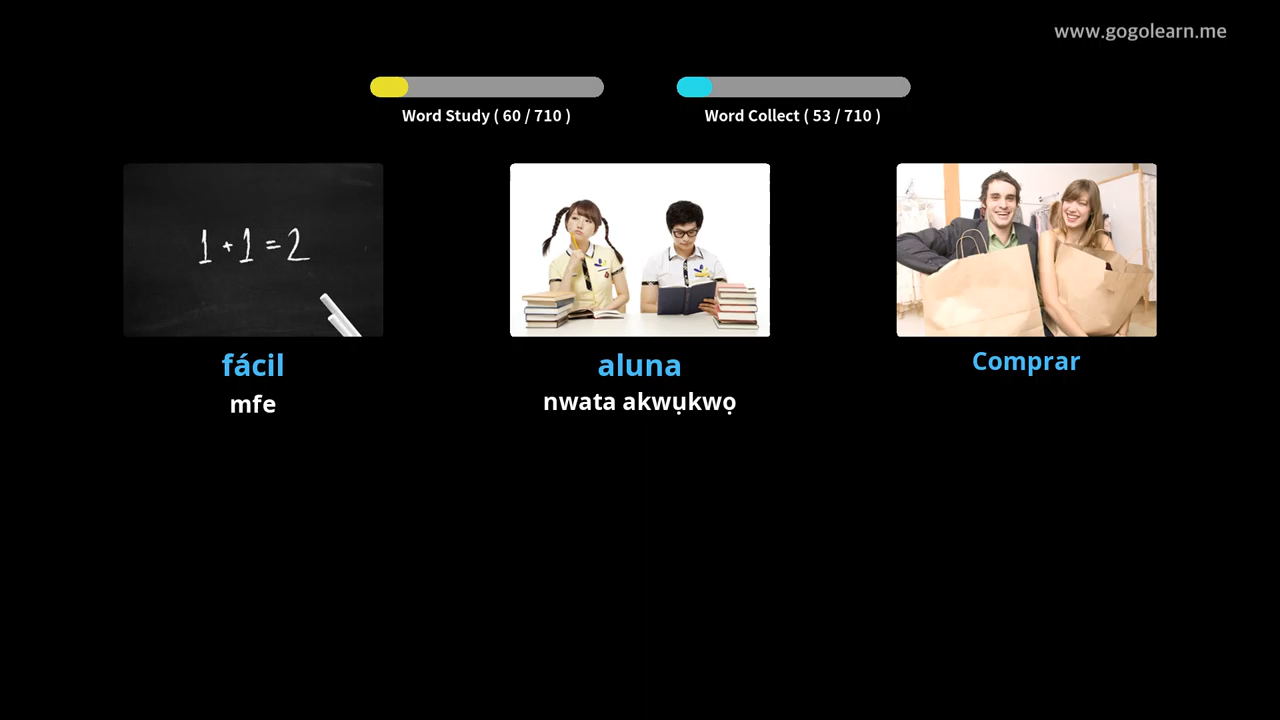 www.gogolearn.me
Word Study ( 60 / 710 )
Word Collect ( 53 / 710 )
1 + 1 = 2
fácil
mfe
aluna
nwata akwụkwọ
Comprar